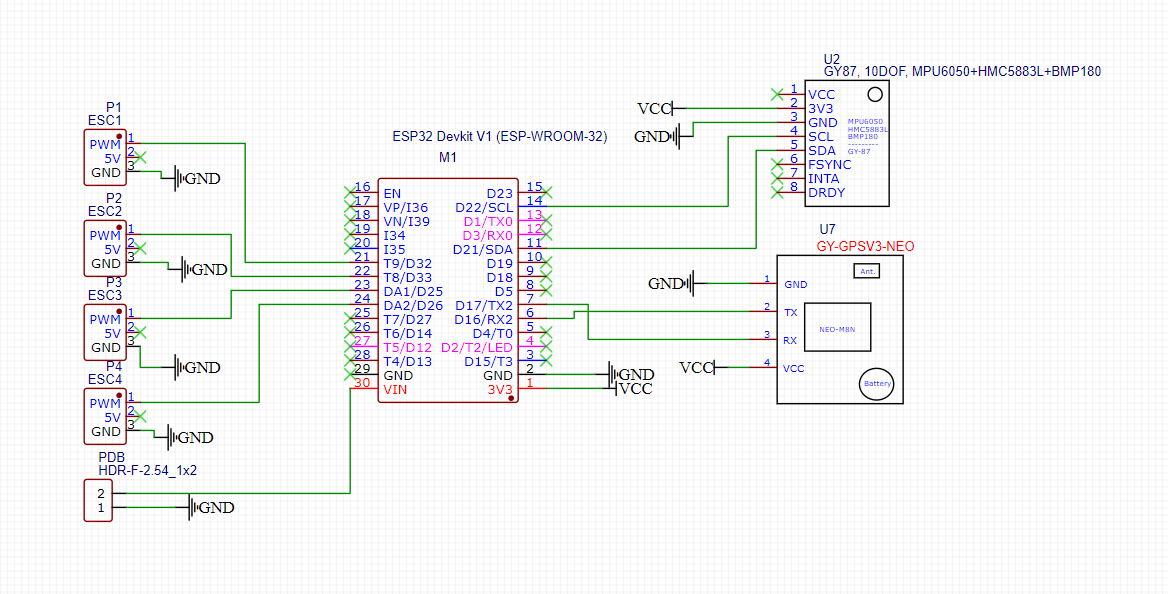 P1
ESC1
PWM 1
5V 2
GND 3
GND
P2
ESC2
PWM 1
5V 2
GND 3
GND
P3
ESC3
PWM 1
5V 2
GND 3
GND
P4
ESC4
PWM 1
5V 2
GND 3
GND
PDB
HDR-F-2.54_1x2
2
1
GND
ESP32 Devkit V1 (ESP-WROOM-32)
M1
16 EN D23 15
17 VP/I36 D22/SCL 14
18 VN/I39 D1/TX0 13
19 I34 D3/RX0 12
20 I35 D21/SDA 11
21 T9/D32 D19 10
22 T8/D33 D18 9
23 DA1/D25 D5 8
24 DA2/D26 D17/TX2 7
25 T7/D27 D16/RX2 6
26 T6/D14 D4/T0 5
27 T5/D12 D2/T2/LED 4
28 T4/D13 D15/T3 3
29 GND GND 2
30 VIN 3V3 1
GND
VCC
U2
GY87, 10DOF, MPU6050+HMC5883L+BMP180
VCC
GND
1 VCC
2 3V3
3 GND
4 SCL
5 SDA
6 FSYNC
7 INTA
8 DRDY
MPU6050
HMC5883L
BMP180
----------
GY-87
U7
GY-GPSV3-NEO
GND
VCC
1 GND
2 TX
3 RX
4 VCC
Ant.
NEO-M8N
Battery